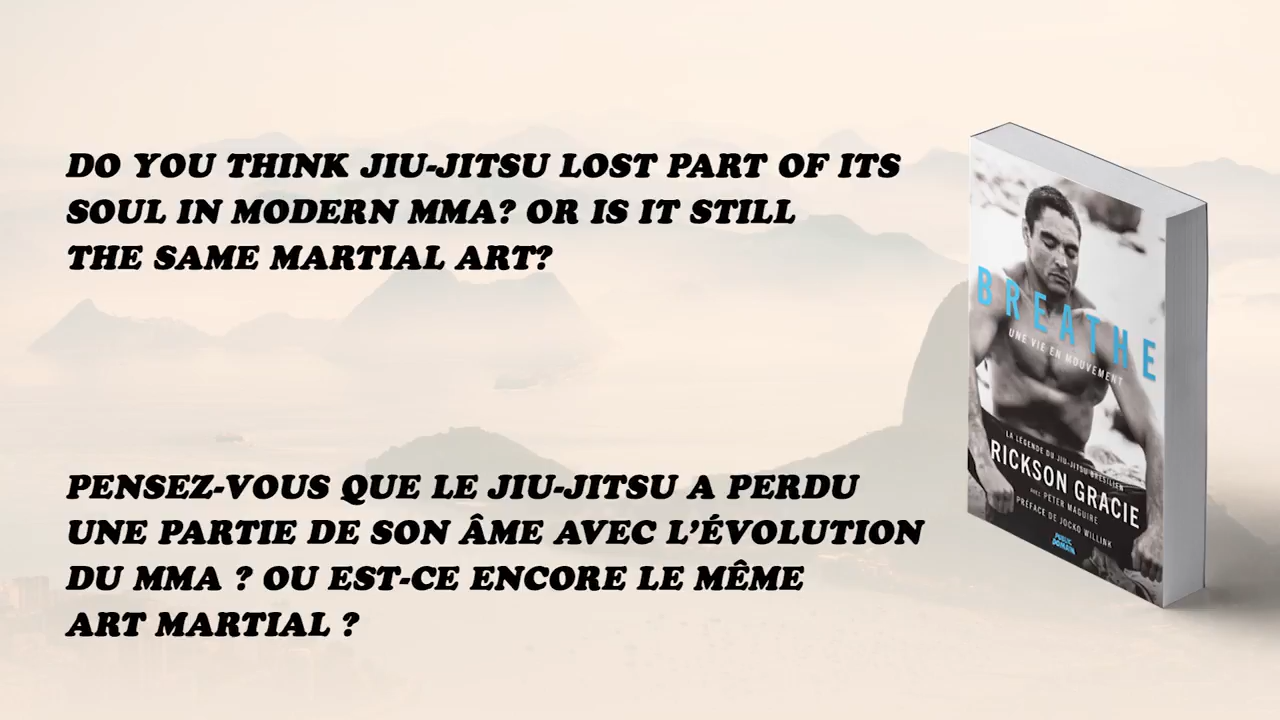 DO YOU THINK JIU-JITSU LOST PART OF ITS
SOUL IN MODERN MMA? OR IS IT STILL
THE SAME MARTIAL ART?
PENSEZ-VOUS QUE LE JIU-JITSU A PERDU
UNE PARTIE DE SON ÂME AVEC L’ÉVOLUTION
DU MMA ? OU EST-CE ENCORE LE MÊME
ART MARTIAL ?
BREATHE
UNE VIE EN MOUVEMENT
LA LÉGENDE DU JIU-JITSU BRÉSILIEN
RICKSON GRACIE
AVEC PETER MAGUIRE
PRÉFACE DE JOCKO WILLINK
PUBLIC
DOMAIN